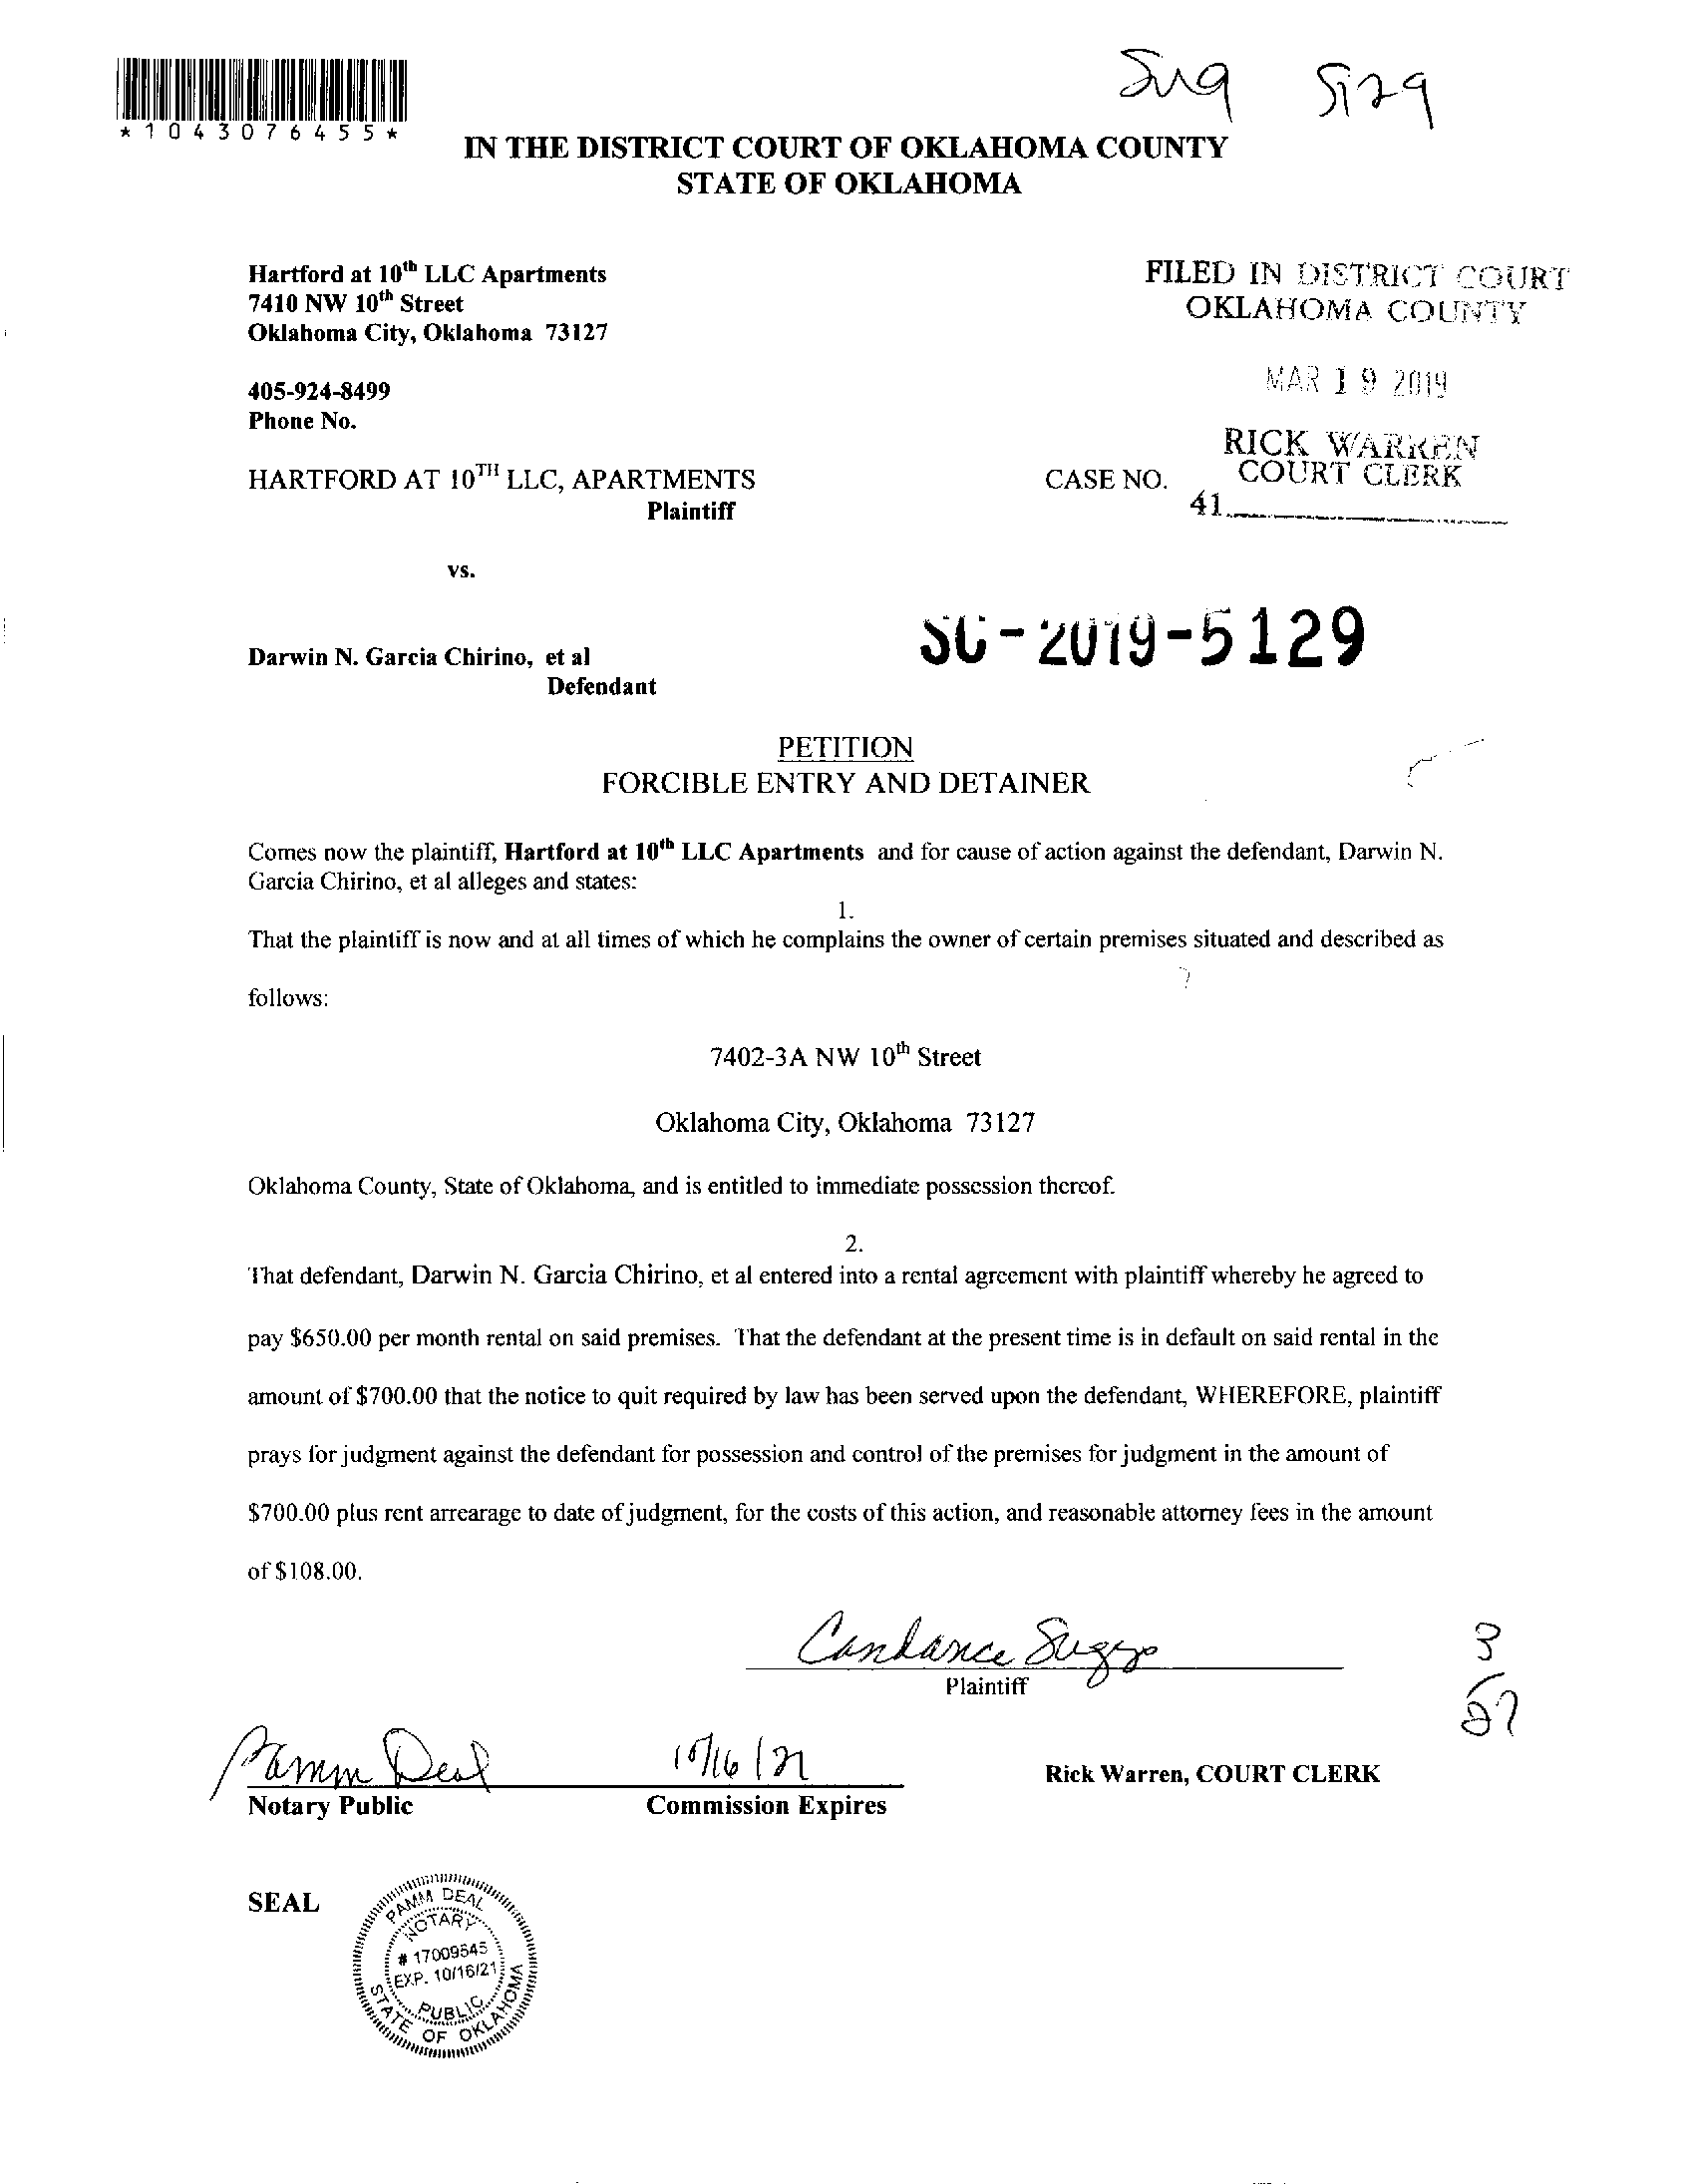 *1043076455*
IN THE DISTRICT COURT OF OKLAHOMA COUNTY
STATE OF OKLAHOMA
Hartford at 10th LLC Apartments
7410 NW 10th Street
Oklahoma City, Oklahoma 73127
FILED IN DISTRICT COURT
OKLAHOMA COUNTY
MAR 19 2019
405-924-8499
Phone No.
RICK WARREN
COURT CLERK
41
HARTFORD AT 10TH LLC, APARTMENTS
Plaintiff
CASE NO.
vs.
SC-2019-5129
Darwin N. Garcia Chirino, et al
Defendant
PETITION
FORCIBLE ENTRY AND DETAINER
Comes now the plaintiff, Hartford at 10th LLC Apartments and for cause of action against the defendant, Darwin N.
Garcia Chirino, et al alleges and states:
1.
That the plaintiff is now and at all times of which he complains the owner of certain premises situated and described as
follows:
7402-3A NW 10th Street
Oklahoma City, Oklahoma 73127
Oklahoma County, State of Oklahoma, and is entitled to immediate possession thereof.
2.
That defendant, Darwin N. Garcia Chirino, et al entered into a rental agreement with plaintiff whereby he agreed to
pay $650.00 per month rental on said premises. That the defendant at the present time is in default on said rental in the
amount of $700.00 that the notice to quit required by law has been served upon the defendant, WHEREFORE, plaintiff
prays for judgment against the defendant for possession and control of the premises for judgment in the amount of
$700.00 plus rent arrearage to date of judgment, for the costs of this action, and reasonable attorney fees in the amount
of $108.00.
Candance Suggs
Plaintiff
Pamm Deal
10/16/21
Rick Warren, COURT CLERK
Notary Public
Commission Expires
SEAL
PAMM DEAL
NOTARY
# 17009545
EXP. 10/16/21
PUBLIC
STATE OF OKLAHOMA